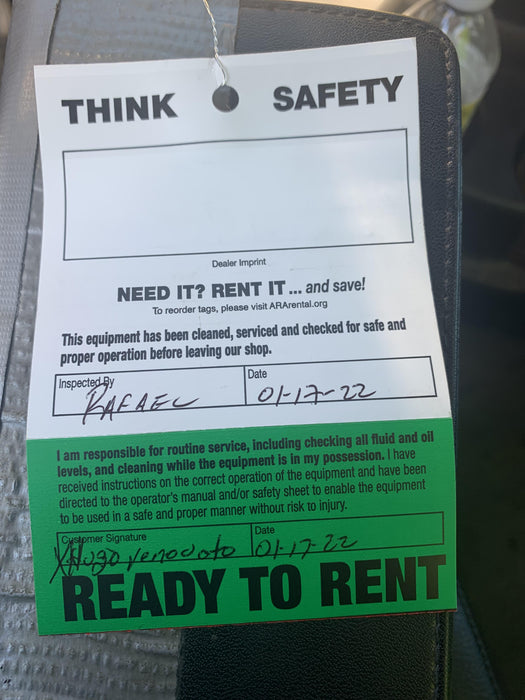 THINK SAFETY
Dealer Imprint
NEED IT? RENT IT... and save!
To reorder tags, please visit ARArental.org
This equipment has been cleaned, serviced and checked for safe and
proper operation before leaving our shop.
Inspected By Date
RAFAEL 01-17-22
I am responsible for routine service, including checking all fluid and oil
levels, and cleaning while the equipment is in my possession. I have
received instructions on the correct operation of the equipment and have been
directed to the operator's manual and/or safety sheet to enable the equipment
to be used in a safe and proper manner without risk to injury.
Customer Signature Date
X Hugo 01-17-22
READY TO RENT